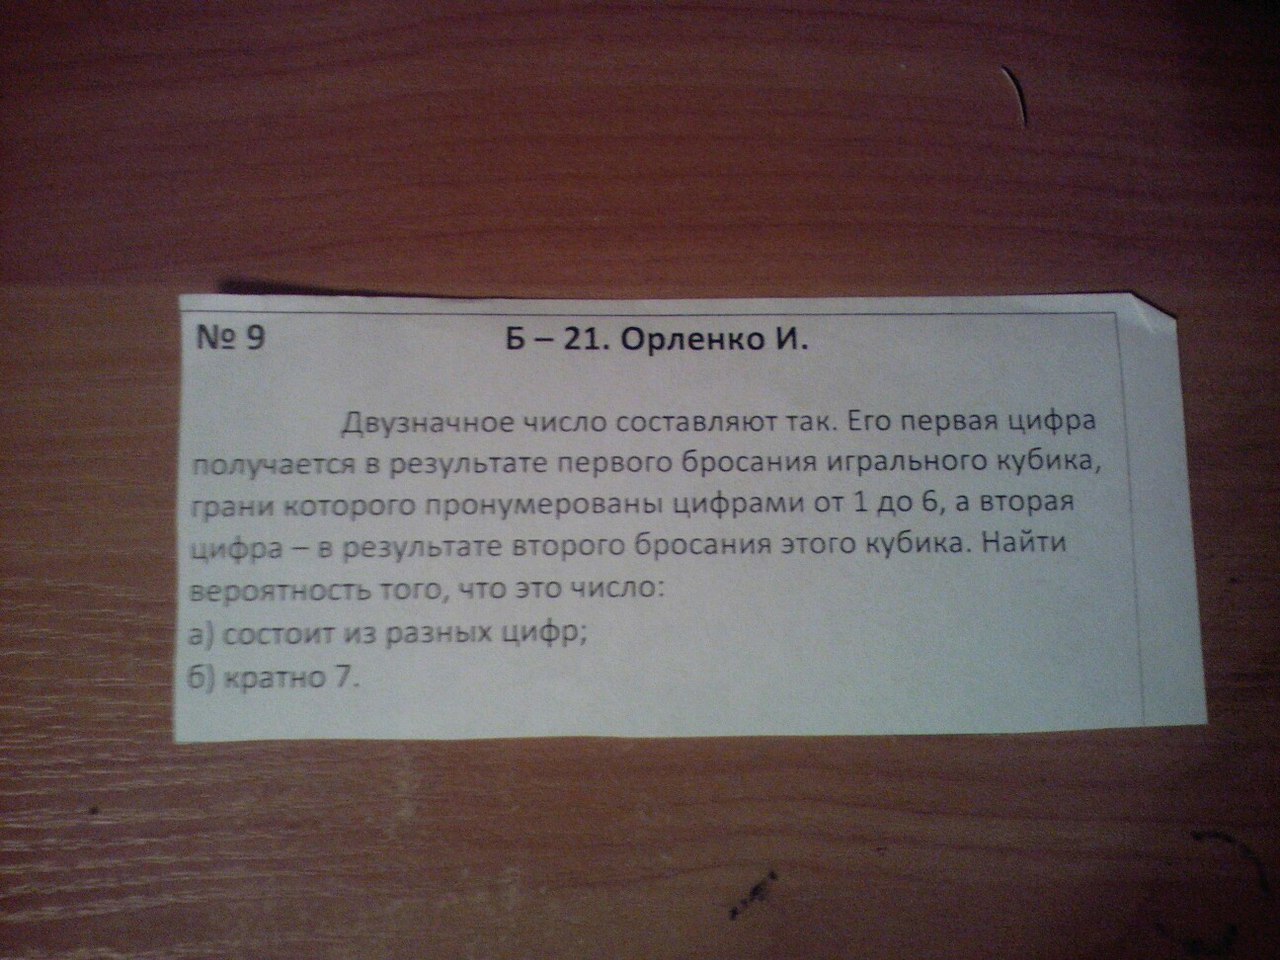 № 9 Б – 21. Орленко И.
Двузначное число составляют так. Его первая цифра
получается в результате первого бросания игрального кубика,
грани которого пронумерованы цифрами от 1 до 6, а вторая
цифра – в результате второго бросания этого кубика. Найти
вероятность того, что это число:
а) состоит из разных цифр;
б) кратно 7.